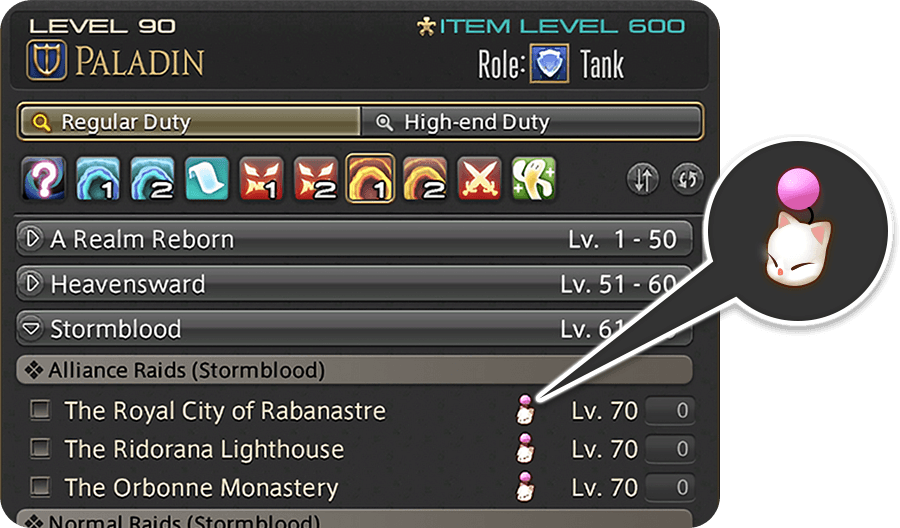 LEVEL 90
ITEM LEVEL 600
PALADIN
Role: Tank
Regular Duty
High-end Duty
1 2 1 2 1 2
A Realm Reborn Lv. 1 - 50
Heavensward Lv. 51 - 60
Stormblood Lv. 61
Alliance Raids (Stormblood)
The Royal City of Rabanastre Lv. 70 0
The Ridorana Lighthouse Lv. 70 0
The Orbonne Monastery Lv. 70 0
Normal Raids (Stormblood)